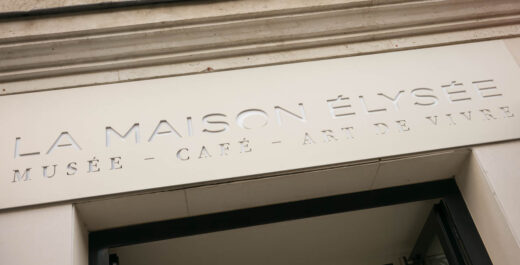 LA MAISON ÉLYSÉE
MUSÉE – CAFÉ – ART DE VIVRE